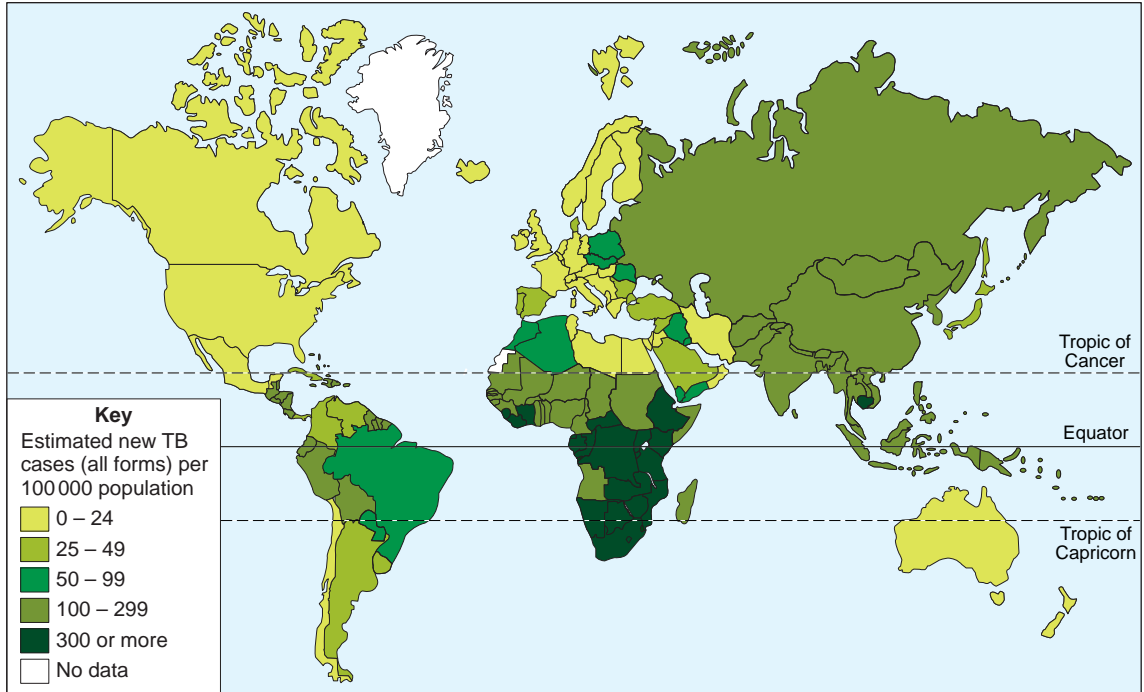 Tropic of
Cancer
Equator
Tropic of
Capricorn
Key
Estimated new TB
cases (all forms) per
100 000 population
0 – 24
25 – 49
50 – 99
100 – 299
300 or more
No data